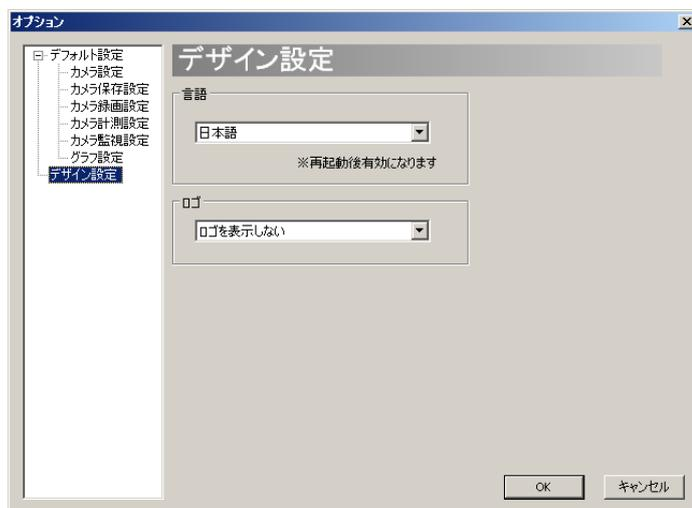 オプション
デフォルト設定
カメラ設定
カメラ保存設定
カメラ録画設定
カメラ計測設定
カメラ監視設定
グラフ設定
デザイン設定
デザイン設定
言語
日本語
※再起動後有効になります
ロゴ
ロゴを表示しない
OK
キャンセル